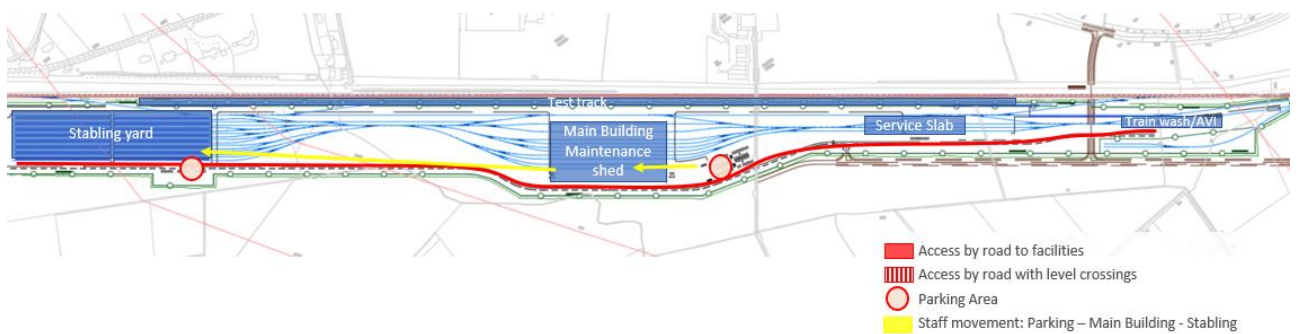 Test track
Stabling yard
Main Building
Maintenance
shed
Service Slab
Train wash/AVI
Access by road to facilities
Access by road with level crossings
Parking Area
Staff movement: Parking – Main Building - Stabling